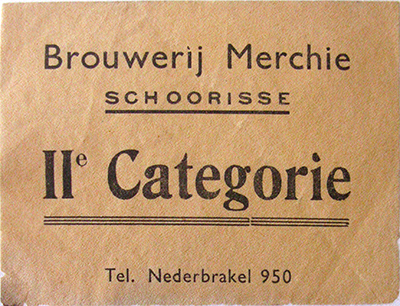 Brouwerij Merchie
SCHOORISSE
IIe Categorie
Tel. Nederbrakel 950